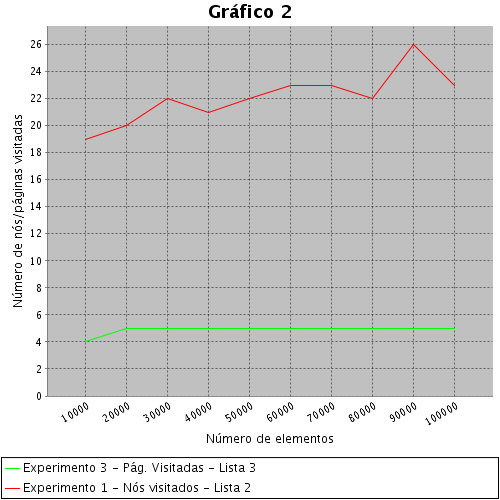 Gráfico 2
Número de nós/páginas visitadas
26
24
22
20
18
16
14
12
10
8
6
4
2
0
10000 20000 30000 40000 50000 60000 70000 80000 90000 100000
Número de elementos
Experimento 3 - Pág. Visitadas - Lista 3
Experimento 1 - Nós visitados - Lista 2